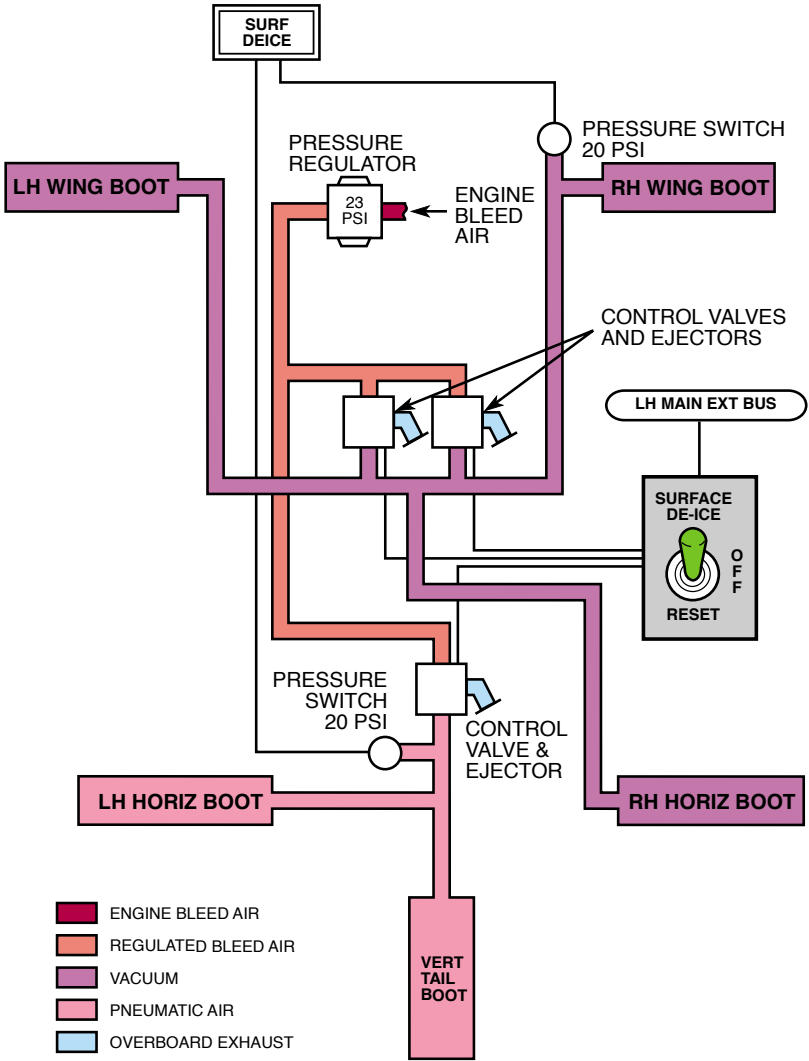 SURF
DEICE
PRESSURE SWITCH
20 PSI
PRESSURE
REGULATOR
LH WING BOOT
RH WING BOOT
23
PSI
ENGINE
BLEED
AIR
CONTROL VALVES
AND EJECTORS
LH MAIN EXT BUS
SURFACE
DE-ICE
O
F
F
RESET
PRESSURE
SWITCH
20 PSI
CONTROL
VALVE &
EJECTOR
LH HORIZ BOOT
RH HORIZ BOOT
VERT
TAIL
BOOT
ENGINE BLEED AIR
REGULATED BLEED AIR
VACUUM
PNEUMATIC AIR
OVERBOARD EXHAUST